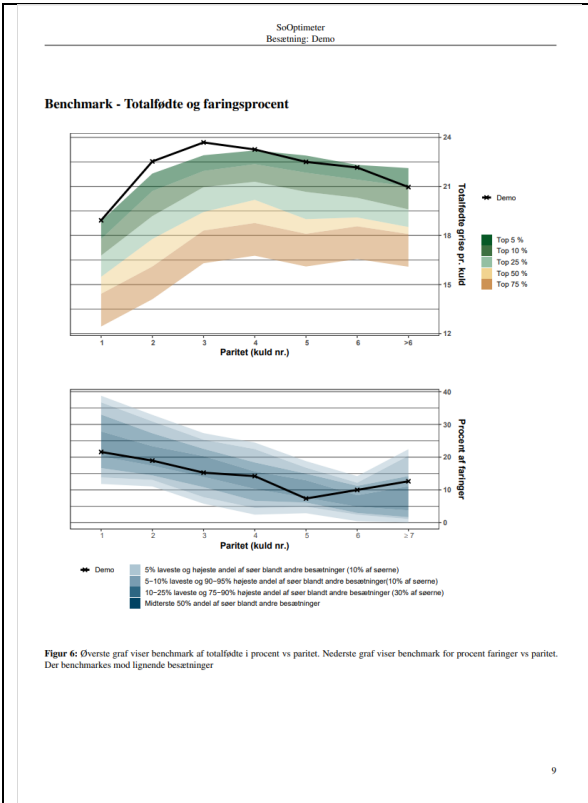 SoOptimeter
Besætning: Demo
Benchmark - Totalfødte og faringsprocent
24
21
18
15
12
Totalfødte grise pr. kuld
1 2 3 4 5 6 >6
Paritet (kuld nr.)
Demo
Top 5 %
Top 10 %
Top 25 %
Top 50 %
Top 75 %
40
30
20
10
0
Procent af faringer
1 2 3 4 5 6 ≥ 7
Paritet (kuld nr.)
Demo
5% laveste og højeste andel af søer blandt andre besætninger (10% af søerne)
5−10% laveste og 90−95% højeste andel af søer blandt andre besætninger(10% af søerne)
10−25% laveste og 75−90% højeste andel af søer blandt andre besætninger (30% af søerne)
Midterste 50% andel af søer blandt andre besætninger
Figur 6: Øverste graf viser benchmark af totalfødte i procent vs paritet. Nederste graf viser benchmark for procent faringer vs paritet.
Der benchmarkes mod lignende besætninger
9